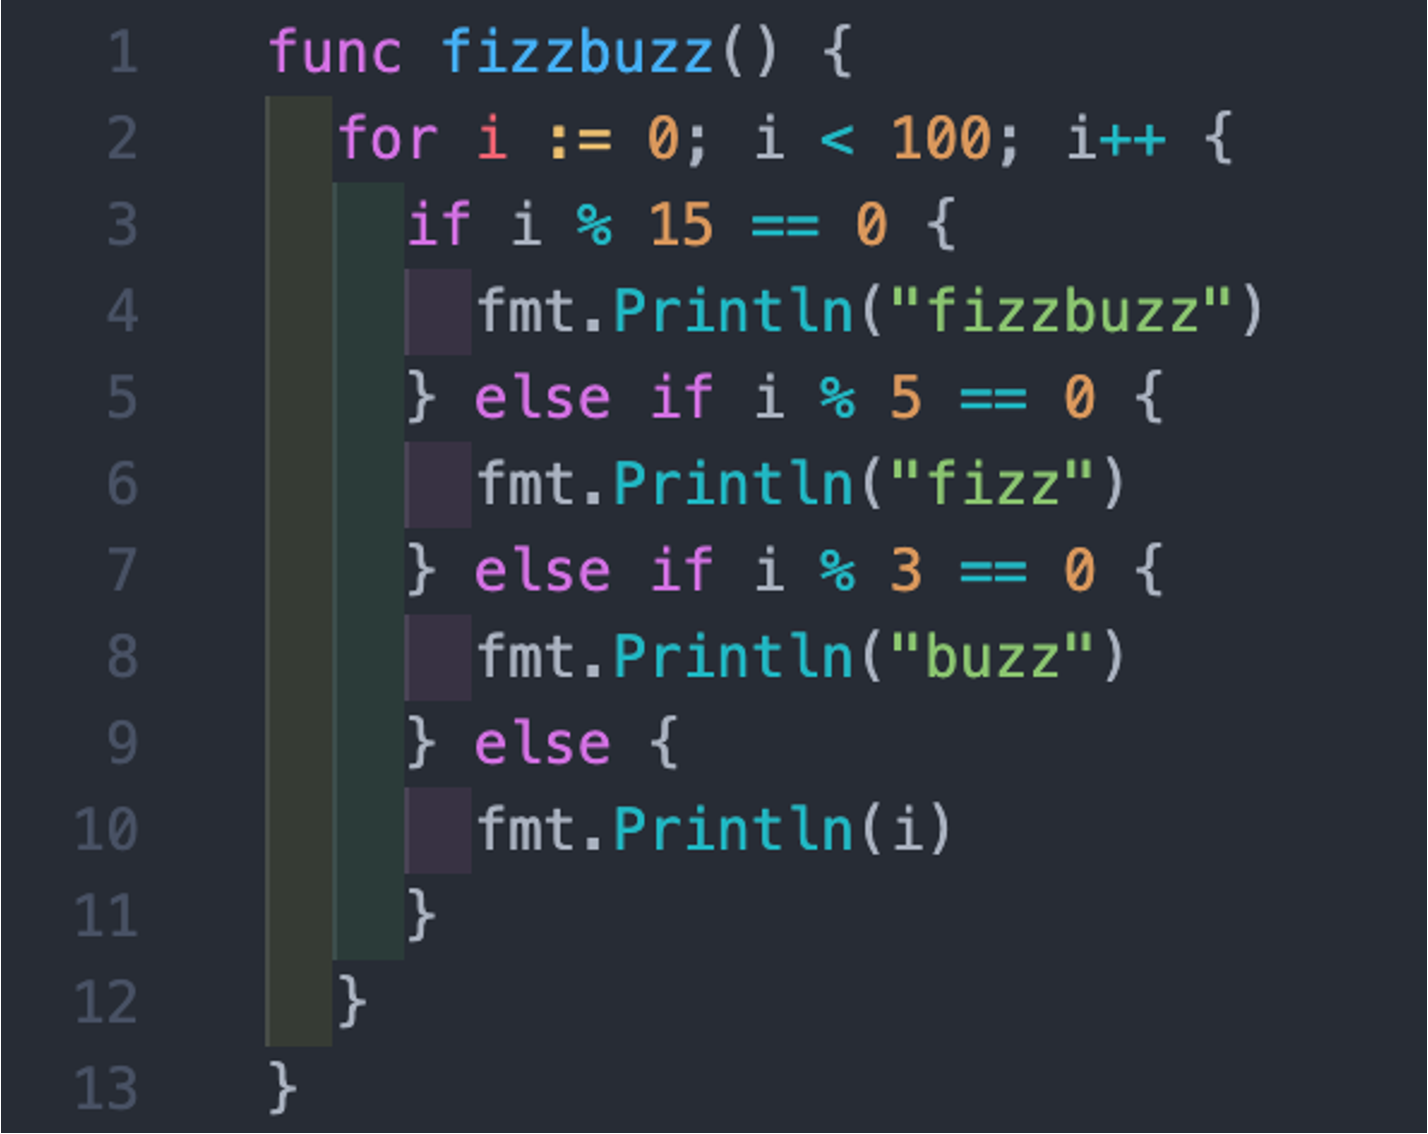 1 func fizzbuzz() {
2 for i := 0; i < 100; i++ {
3 if i % 15 == 0 {
4 fmt.Println("fizzbuzz")
5 } else if i % 5 == 0 {
6 fmt.Println("fizz")
7 } else if i % 3 == 0 {
8 fmt.Println("buzz")
9 } else {
10 fmt.Println(i)
11 }
12 }
13 }